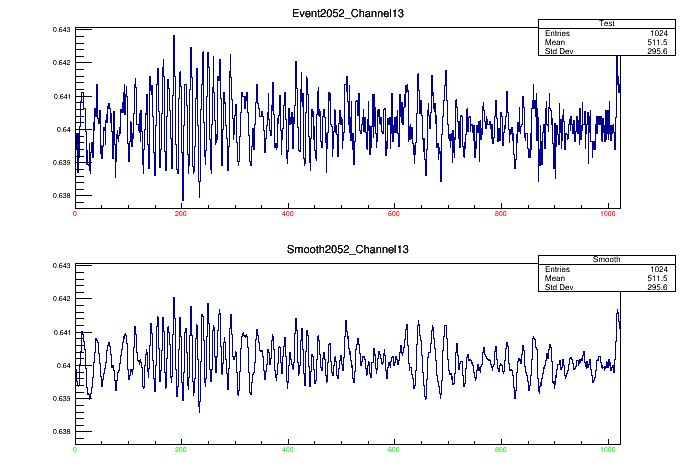 Event2052_Channel13
Test
Entries 1024
Mean 511.5
Std Dev 295.6
0.643
0.642
0.641
0.64
0.639
0.638
0 200 400 600 800 1000
Smooth2052_Channel13
Smooth
Entries 1024
Mean 511.5
Std Dev 295.6
0.643
0.642
0.641
0.64
0.639
0.638
0 200 400 600 800 1000